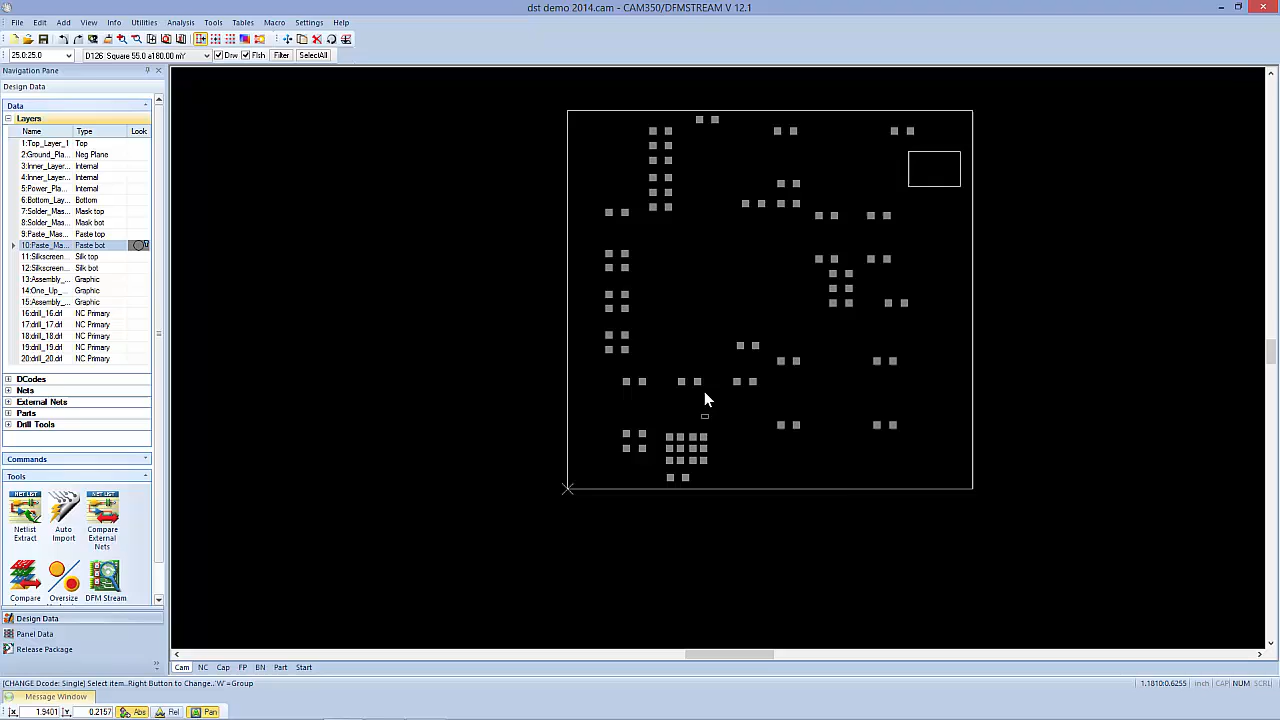 dst demo 2014.cam - CAM350/DFMSTREAM V 12.1
File Edit Add View Info Utilities Analysis Tools Tables Macro Settings Help
25.0:25.0 D126 Square 55.0 a180.00 mY Drw Flsh Filter SelectAll
Navigation Pane
Design Data
Data
Layers
Name Type Look
1:Top_Layer_1 Top
2:Ground_Pla... Neg Plane
3:Inner_Layer... Internal
4:Inner_Layer... Internal
5:Power_Plan... Internal
6:Bottom_Lay... Bottom
7:Solder_Mas... Mask top
8:Solder_Mas... Mask bot
9:Paste_Mas... Paste top
10:Paste_Ma... Paste bot
11:Silkscreen... Silk top
12:Silkscreen... Silk bot
13:Assembly_... Graphic
14:One_Up_... Graphic
15:Assembly_... Graphic
16:drill_16.drl NC Primary
17:drill_17.drl NC Primary
18:drill_18.drl NC Primary
19:drill_19.drl NC Primary
20:drill_20.drl NC Primary
DCodes
Nets
External Nets
Parts
Drill Tools
Commands
Tools
NET LIST NET LIST
Netlist Extract
Auto Import
Compare External Nets
Compare
Oversize
DFM Stream
Design Data
Panel Data
Release Package
Cam NC Cap FP BN Part Start
[CHANGE Dcode: Single] Select item..Right Button to Change..'W'=Group 1.1810:0.6255 inch CAP NUM SCRL
Message Window
X 1.9401 Y 0.2157 Abs Rel Pan